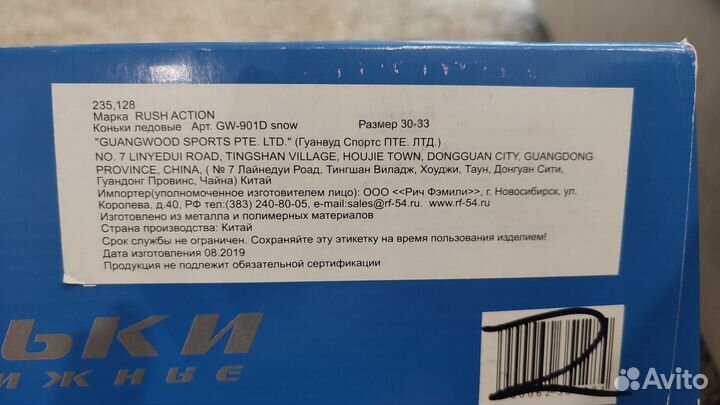 235,128
Марка RUSH ACTION
Коньки ледовые Арт. GW-901D snow Размер 30-33
"GUANGWOOD SPORTS PTE. LTD." (Гуанвуд Спортс ПТЕ. ЛТД.)
NO. 7 LINYEDUI ROAD, TINGSHAN VILLAGE, HOUJIE TOWN, DONGGUAN CITY, GUANGDONG
PROVINCE, CHINA, ( № 7 Лайнедуи Роад, Тингшан Виладж, Хоуджи, Таун, Донгуан Сити,
Гуандонг Провинс, Чайна) Китай
Импортер(уполномоченное изготовителем лицо): ООО <<Рич Фэмили>>, г. Новосибирск, ул.
Королева, д.40, РФ тел:(383) 240-80-05, e-mail:sales@rf-54.ru, www.rf-54.ru
Изготовлено из металла и полимерных материалов
Страна производства: Китай
Срок службы не ограничен. Сохраняйте эту этикетку на время пользования изделием!
Дата изготовления 08.2019
Продукция не подлежит обязательной сертификации
ЬКИ
ИЖНЫЕ
Avito